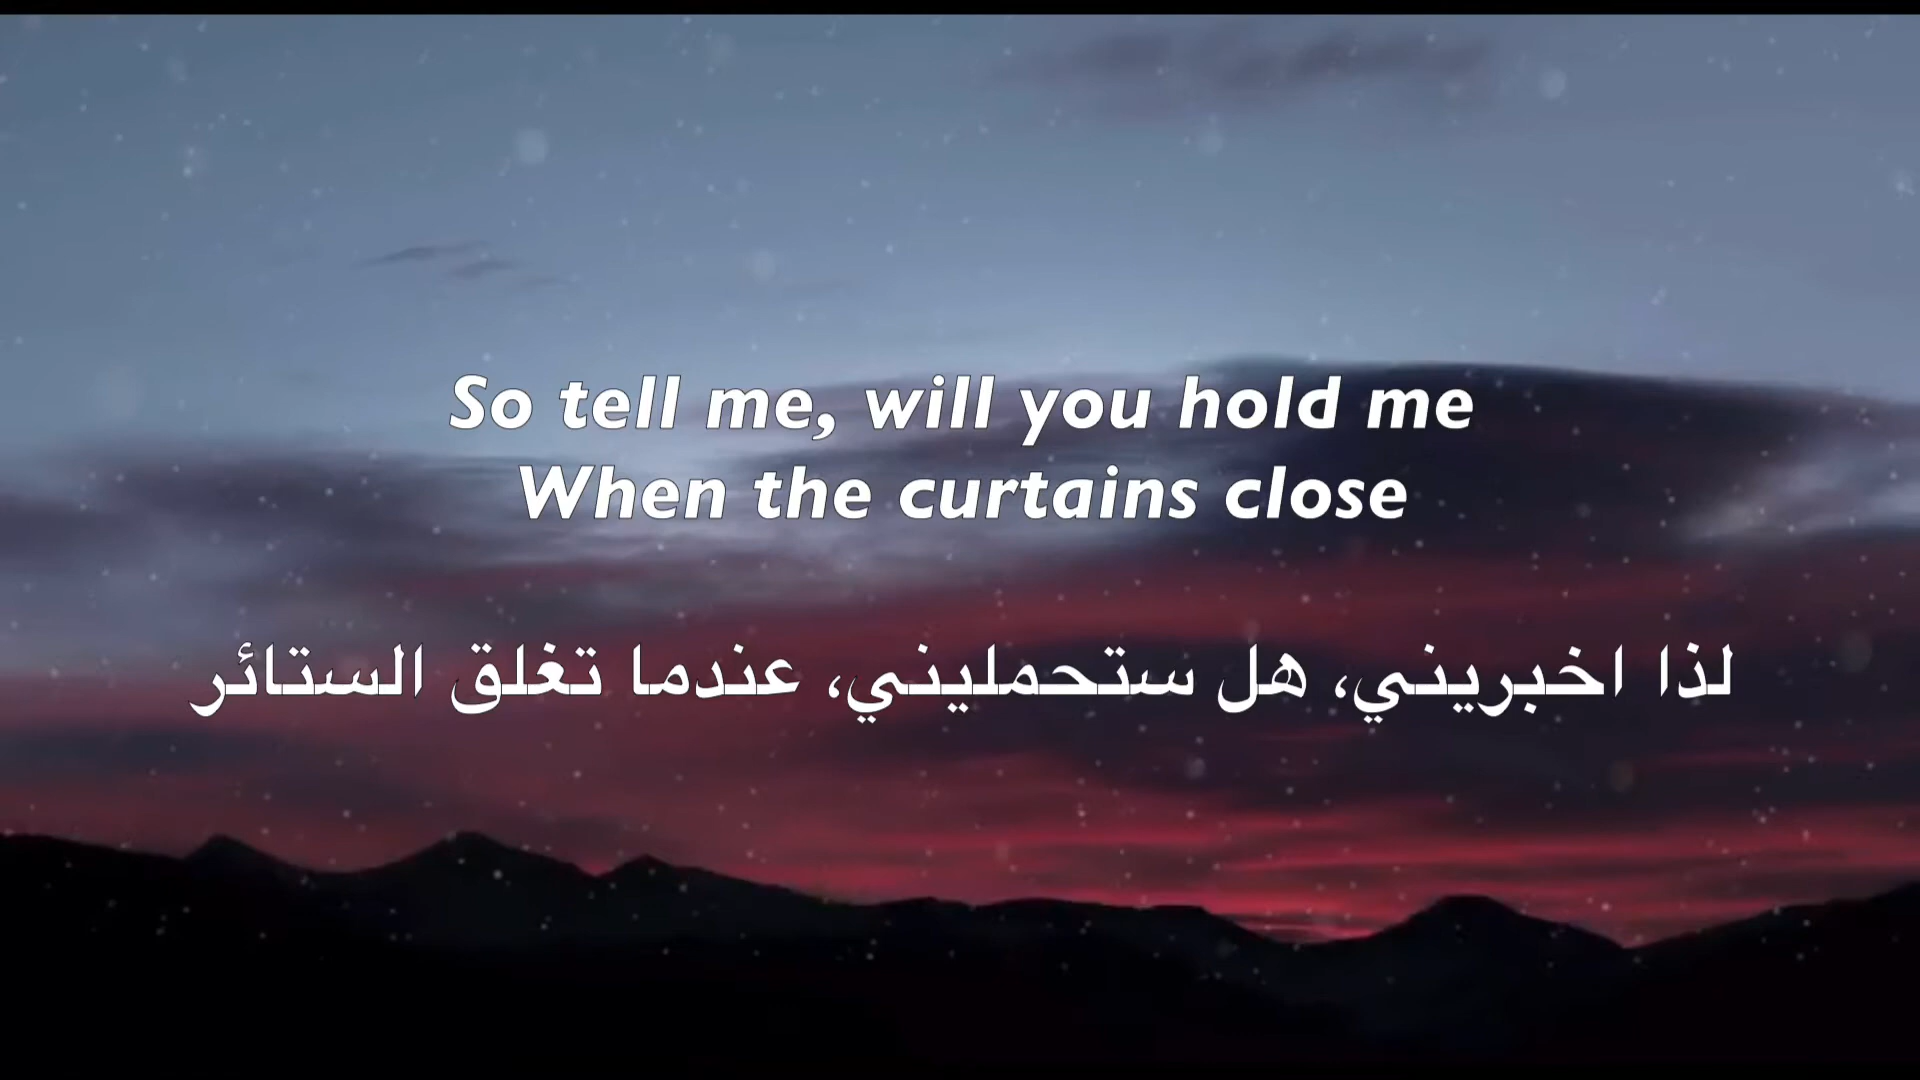 So tell me, will you hold me
When the curtains close
لذا اخبريني، هل ستحمليني، عندما تغلق الستائر